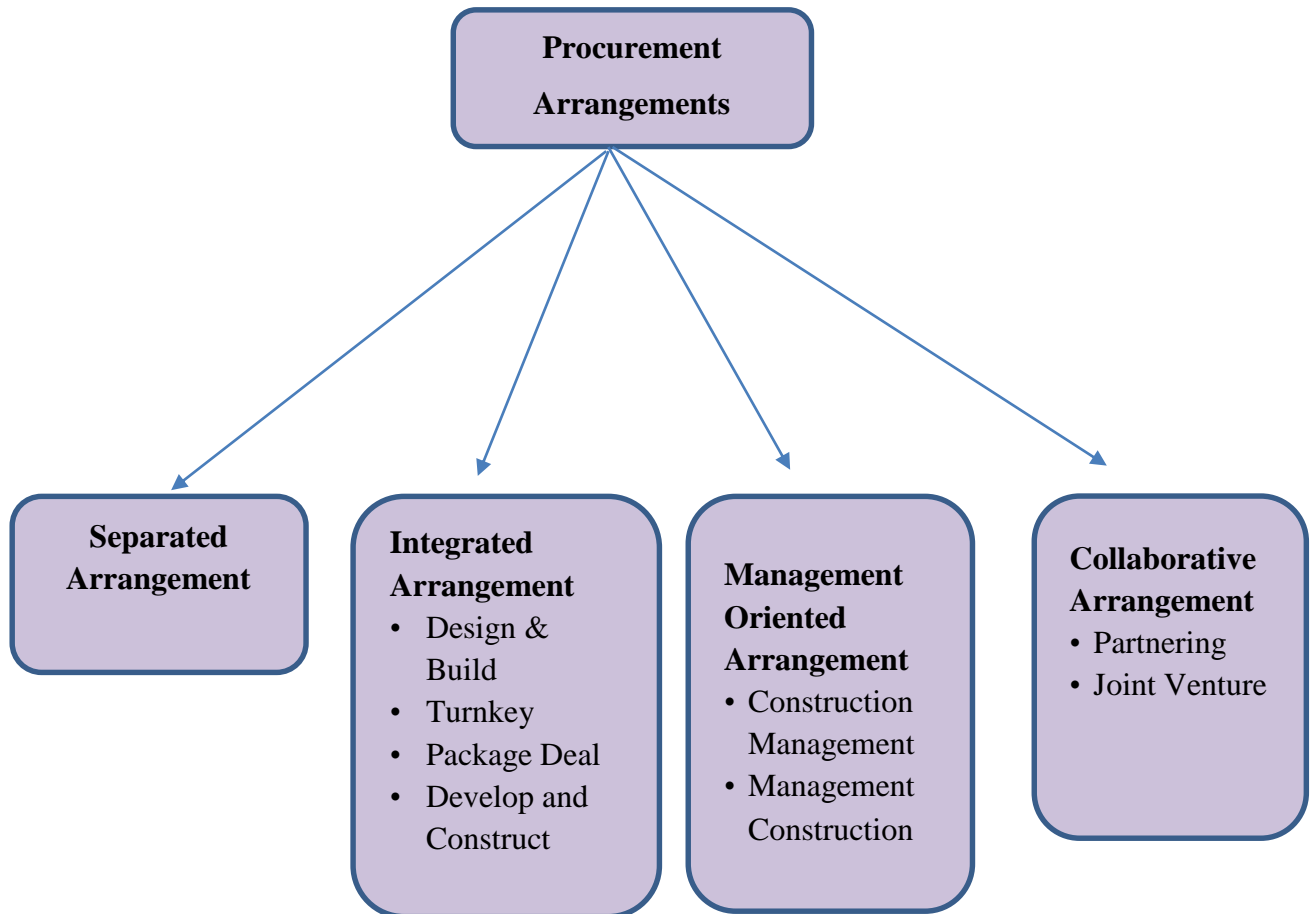 Procurement
Arrangements
Separated
Arrangement
Integrated
Arrangement
• Design &
Build
• Turnkey
• Package Deal
• Develop and
Construct
Management
Oriented
Arrangement
• Construction
Management
• Management
Construction
Collaborative
Arrangement
• Partnering
• Joint Venture